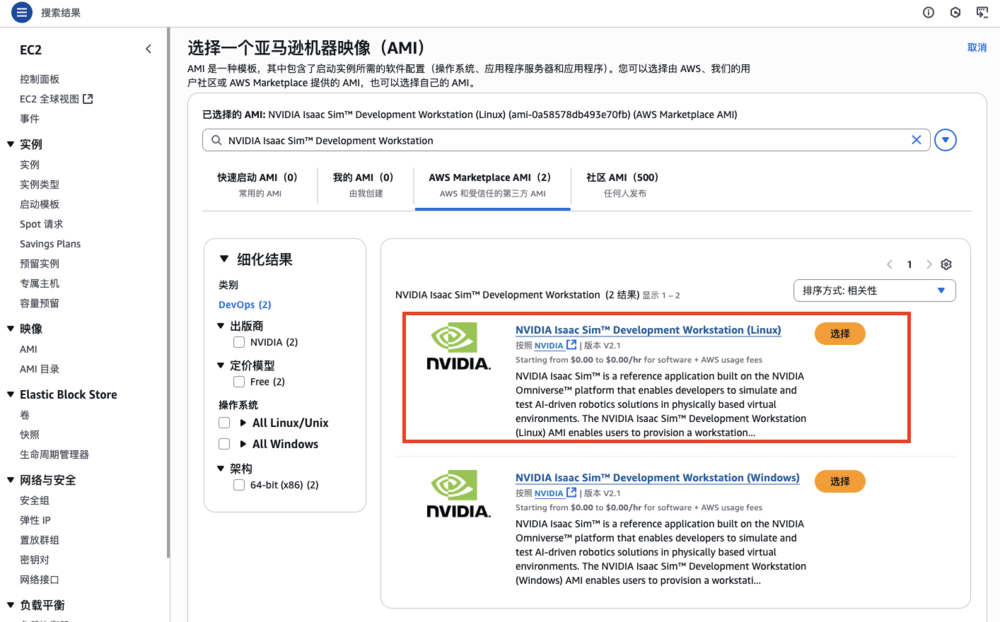 搜索结果
EC2
控制面板
EC2 全球视图
事件
实例
实例
实例类型
启动模板
Spot 请求
Savings Plans
预留实例
专属主机
容量预留
映像
AMI
AMI 目录
Elastic Block Store
卷
快照
生命周期管理器
网络与安全
安全组
弹性 IP
置放群组
密钥对
网络接口
负载平衡
选择一个亚马逊机器映像（AMI）
取消
AMI 是一种模板，其中包含了启动实例所需的软件配置（操作系统、应用程序服务器和应用程序）。您可以选择由 AWS、我们的用
户社区或 AWS Marketplace 提供的 AMI，也可以选择自己的 AMI。
已选择的 AMI: NVIDIA Isaac Sim™ Development Workstation (Linux) (ami-0a58578db493e70fb) (AWS Marketplace AMI)
NVIDIA Isaac Sim™ Development Workstation
快速启动 AMI（0）
常用的 AMI
我的 AMI（0）
由我创建
AWS Marketplace AMI（2）
AWS 和受信任的第三方 AMI
社区 AMI（500）
任何人发布
细化结果
类别
DevOps (2)
出版商
NVIDIA (2)
定价模型
Free (2)
操作系统
All Linux/Unix
All Windows
架构
64-bit (x86) (2)
1
NVIDIA Isaac Sim™ Development Workstation (2 结果) 显示 1 – 2
排序方式: 相关性
NVIDIA.
NVIDIA Isaac Sim™ Development Workstation (Linux)
选择
按照 NVIDIA | 版本 V2.1
Starting from $0.00 to $0.00/hr for software + AWS usage fees
NVIDIA Isaac Sim™ is a reference application built on the NVIDIA
Omniverse™ platform that enables developers to simulate and
test AI-driven robotics solutions in physically based virtual
environments. The NVIDIA Isaac Sim™ Development Workstation
(Linux) AMI enables users to provision a workstation...
NVIDIA.
NVIDIA Isaac Sim™ Development Workstation (Windows)
选择
按照 NVIDIA | 版本 V2.1
Starting from $0.00 to $0.00/hr for software + AWS usage fees
NVIDIA Isaac Sim™ is a reference application built on the NVIDIA
Omniverse™ platform that enables developers to simulate and
test AI-driven robotics solutions in physically based virtual
environments. The NVIDIA Isaac Sim™ Development Workstation
(Windows) AMI enables users to provision a workstati...